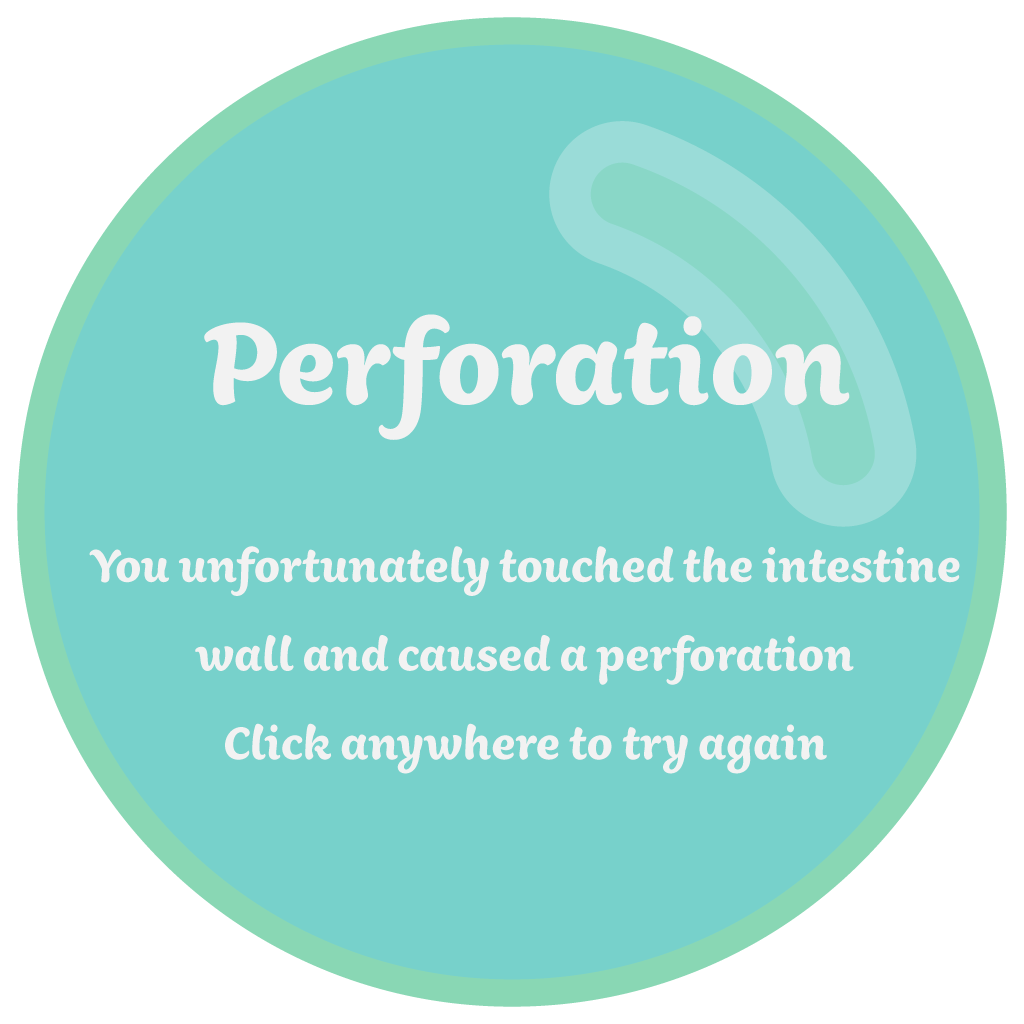 Perforation
You unfortunately touched the intestine
wall and caused a perforation
Click anywhere to try again